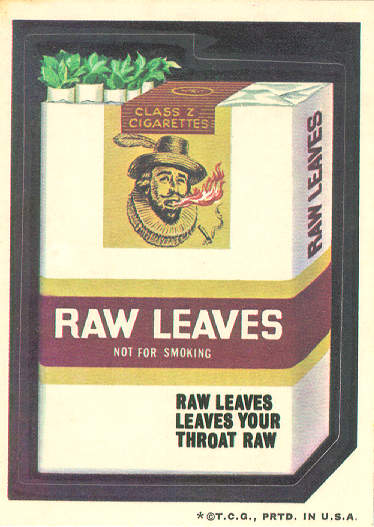 CLASS Z
CIGARETTES
RAW LEAVES
RAW LEAVES
NOT FOR SMOKING
RAW LEAVES
LEAVES YOUR
THROAT RAW
*©T.C.G., PRTD. IN U.S.A.